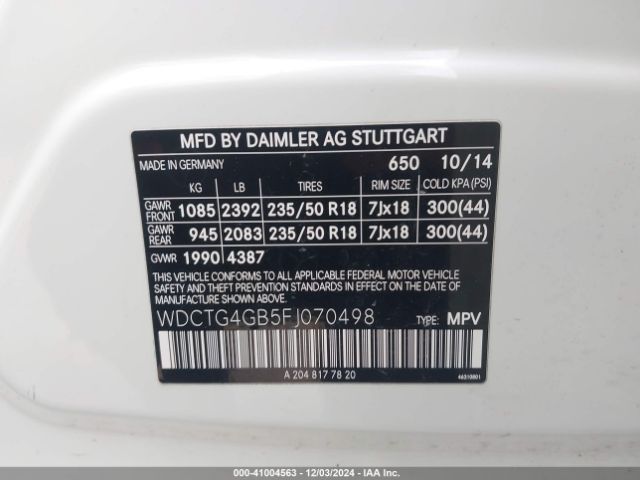 MFD BY DAIMLER AG STUTTGART
MADE IN GERMANY 650 10/14
KG LB TIRES RIM SIZE COLD KPA (PSI)
GAWR FRONT 1085 2392 235/50 R18 7Jx18 300(44)
GAWR REAR 945 2083 235/50 R18 7Jx18 300(44)
GVWR 1990 4387
THIS VEHICLE CONFORMS TO ALL APPLICABLE FEDERAL MOTOR VEHICLE
SAFETY AND THEFT PREVENTION STANDARDS IN EFFECT ON THE DATE OF
MANUFACTURE SHOWN ABOVE.
WDCTG4GB5FJ070498 TYPE: MPV
A 204 817 78 20 46310801
000-41004563 - 12/03/2024 - IAA Inc.